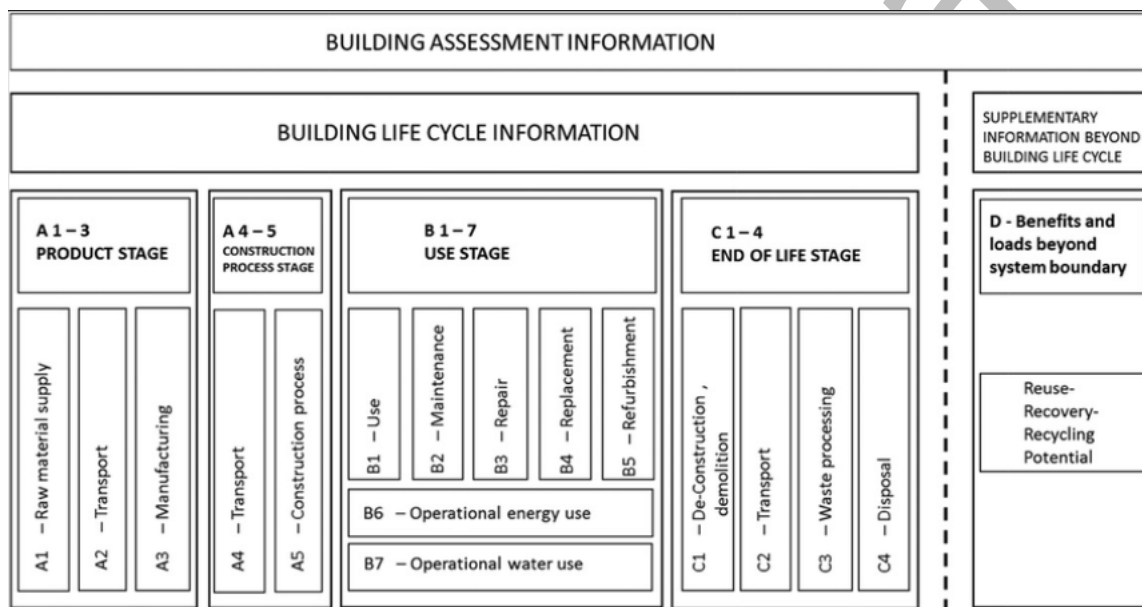 BUILDING ASSESSMENT INFORMATION
BUILDING LIFE CYCLE INFORMATION
SUPPLEMENTARY
INFORMATION BEYOND
BUILDING LIFE CYCLE
A 1 – 3
PRODUCT STAGE
A 4 – 5
CONSTRUCTION
PROCESS STAGE
B 1 – 7
USE STAGE
C 1 – 4
END OF LIFE STAGE
D - Benefits and
loads beyond
system boundary
A1 – Raw material supply
A2 – Transport
A3 – Manufacturing
A4 – Transport
A5 – Construction process
B1 – Use
B2 – Maintenance
B3 – Repair
B4 – Replacement
B5 – Refurbishment
B6 – Operational energy use
B7 – Operational water use
C1 – De-Construction ,
demolition
C2 – Transport
C3 – Waste processing
C4 – Disposal
Reuse-
Recovery-
Recycling
Potential